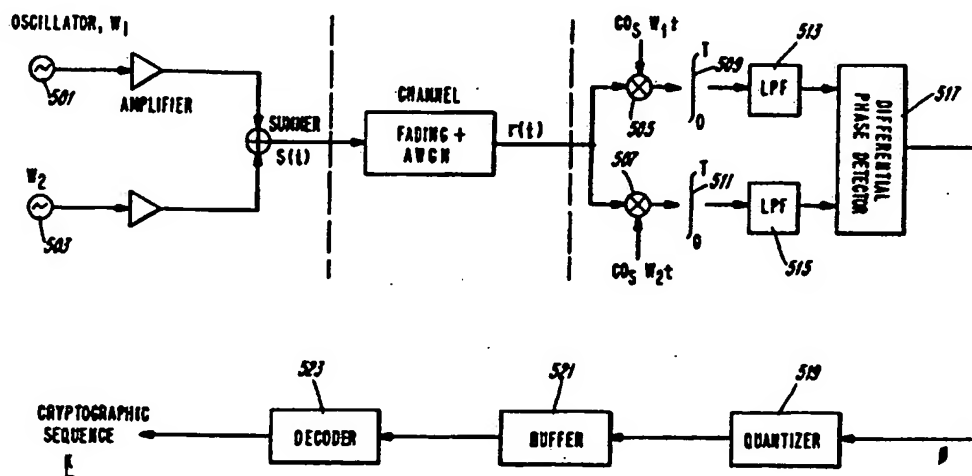 OSCILLATOR, W1
501
AMPLIFIER
W2
503
SUMMER
S(t)
CHANNEL
FADING +
AWGN
r(t)
COS W1t
505
T
509
0
513
LPF
507
COS W2t
T
511
0
LPF
515
DIFFERENTIAL
PHASE DETECTOR
517
523
521
519
CRYPTOGRAPHIC
SEQUENCE
K
DECODER
BUFFER
QUANTIZER